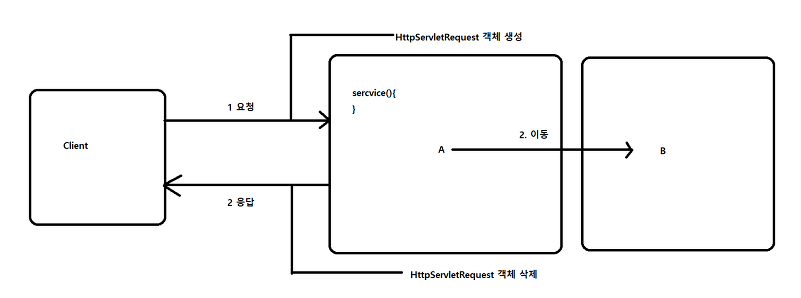 HttpServletRequest 객체 생성
sercvice(){
}
1 요청
Client
A
2. 이동
B
2 응답
HttpServletRequest 객체 삭제